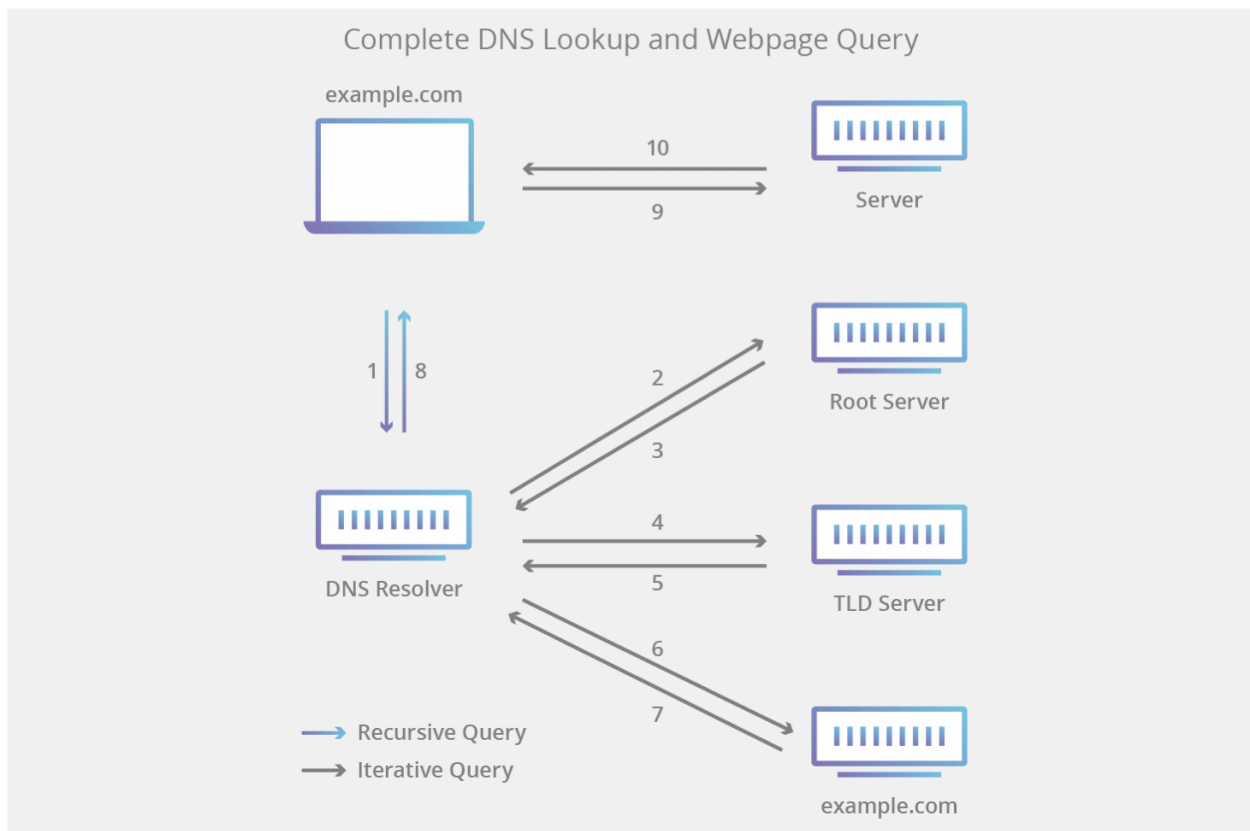 Complete DNS Lookup and Webpage Query
example.com
10
9
Server
1
8
2
3
Root Server
DNS Resolver
4
5
TLD Server
6
7
example.com
Recursive Query
Iterative Query